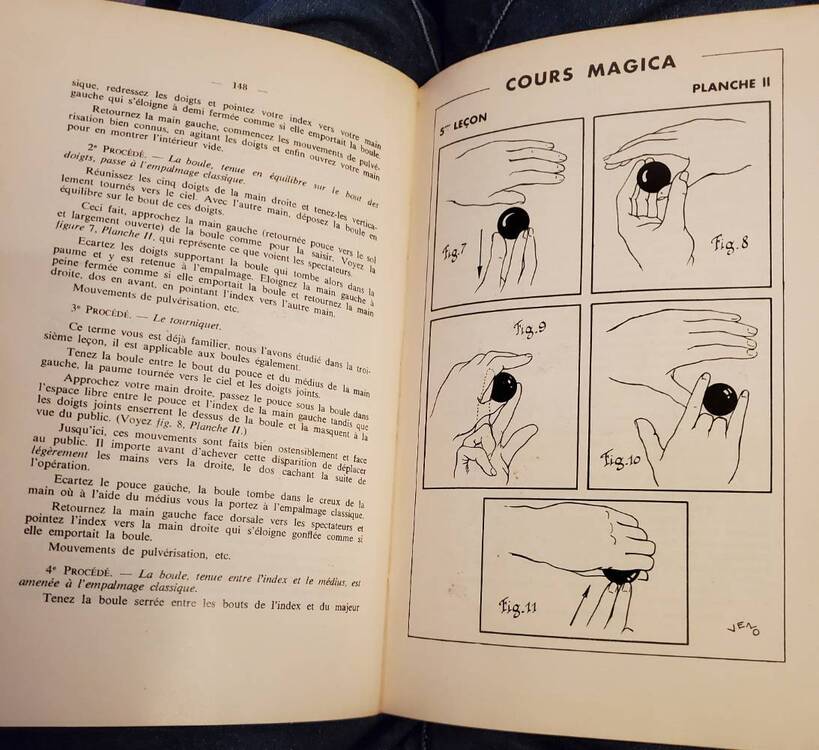 — 148 —
sique, redressez les doigts et pointez votre index vers votre main
gauche qui s'éloigne à demi fermée comme si elle emportait la boule.
Retournez la main gauche, commencez les mouvements de pulvé-
risation bien connus, en agitant les doigts et enfin ouvrez votre main
pour en montrer l'intérieur vide.
2e PROCÉDÉ. — La boule, tenue en équilibre sur le bout des
doigts, passe à l'empalmage classique.
Réunissez les cinq doigts de la main droite et tenez-les vertica-
lement tournés vers le ciel. Avec l'autre main, déposez la boule en
équilibre sur le bout de ces doigts.
Ceci fait, approchez la main gauche (retournée pouce vers le sol
et largement ouverte) de la boule comme pour la saisir. Voyez la
figure 7, Planche II, qui représente ce que voient les spectateurs.
Ecartez les doigts supportant la boule qui tombe alors dans la
paume et y est retenue à l'empalmage. Eloignez la main gauche à
peine fermée comme si elle emportait la boule et retournez la main
droite, dos en avant, en pointant l'index vers l'autre main.
Mouvements de pulvérisation, etc.
3e PROCÉDÉ. — Le tourniquet.
Ce terme vous est déjà familier, nous l'avons étudié dans la troi-
sième leçon, il est applicable aux boules également.
Tenez la boule entre le bout du pouce et du médius de la main
gauche, la paume tournée vers le ciel et les doigts joints.
Approchez votre main droite, passez le pouce sous la boule dans
l'espace libre entre le pouce et l'index de la main gauche tandis que
les doigts joints enserrent le dessus de la boule et la masquent à la
vue du public. (Voyez fig. 8, Planche II.)
Jusqu'ici, ces mouvements sont faits bien ostensiblement et face
au public. Il importe avant d'achever cette disparition de déplacer
légèrement les mains vers la droite, le dos cachant la suite de
l'opération.
Ecartez le pouce gauche, la boule tombe dans le creux de la
main où à l'aide du médius vous la portez à l'empalmage classique.
Retournez la main gauche face dorsale vers les spectateurs et
pointez l'index vers la main droite qui s'éloigne gonflée comme si
elle emportait la boule.
Mouvements de pulvérisation, etc.
4e PROCÉDÉ. — La boule, tenue entre l'index et le médius, est
amenée à l'empalmage classique.
Tenez la boule serrée entre les bouts de l'index et du majeur
COURS MAGICA
5me LEÇON
PLANCHE II
Fig.7
Fig.8
Fig.9
Fig.10
Fig.11
JENO